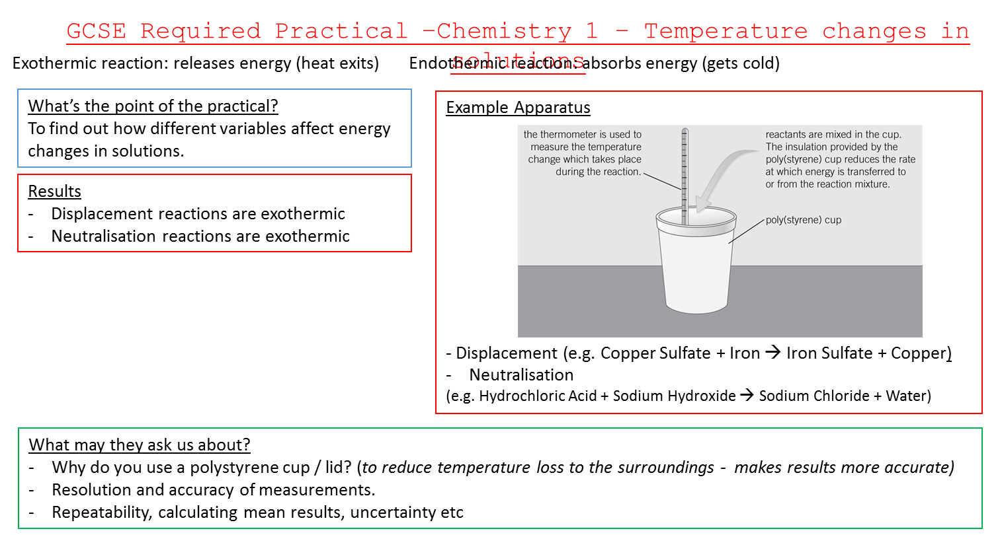 GCSE Required Practical –Chemistry 1 – Temperature changes in
solutions
Exothermic reaction: releases energy (heat exits)
Endothermic reaction: absorbs energy (gets cold)
What’s the point of the practical?
To find out how different variables affect energy
changes in solutions.
Results
- Displacement reactions are exothermic
- Neutralisation reactions are exothermic
Example Apparatus
the thermometer is used to
measure the temperature
change which takes place
during the reaction.
reactants are mixed in the cup.
The insulation provided by the
poly(styrene) cup reduces the rate
at which energy is transferred to
or from the reaction mixture.
poly(styrene) cup
- Displacement (e.g. Copper Sulfate + Iron → Iron Sulfate + Copper)
- Neutralisation
(e.g. Hydrochloric Acid + Sodium Hydroxide → Sodium Chloride + Water)
What may they ask us about?
- Why do you use a polystyrene cup / lid? (to reduce temperature loss to the surroundings - makes results more accurate)
- Resolution and accuracy of measurements.
- Repeatability, calculating mean results, uncertainty etc